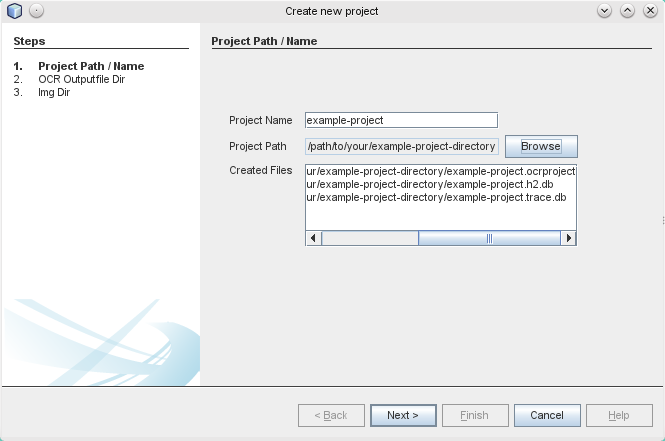 Create new project
Steps
1. Project Path / Name
2. OCR Outputfile Dir
3. Img Dir
Project Path / Name
Project Name example-project
Project Path /path/to/your/example-project-directory Browse
Created Files
ur/example-project-directory/example-project.ocrproject
ur/example-project-directory/example-project.h2.db
ur/example-project-directory/example-project.trace.db
< Back Next > Finish Cancel Help